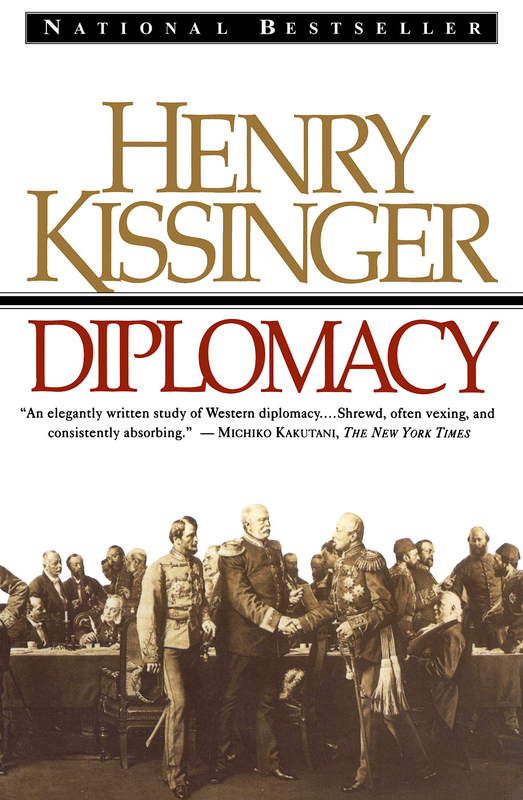 NATIONAL BESTSELLER
HENRY
KISSINGER
DIPLOMACY
“An elegantly written study of Western diplomacy....Shrewd, often vexing, and
consistently absorbing.” — MICHIKO KAKUTANI, THE NEW YORK TIMES